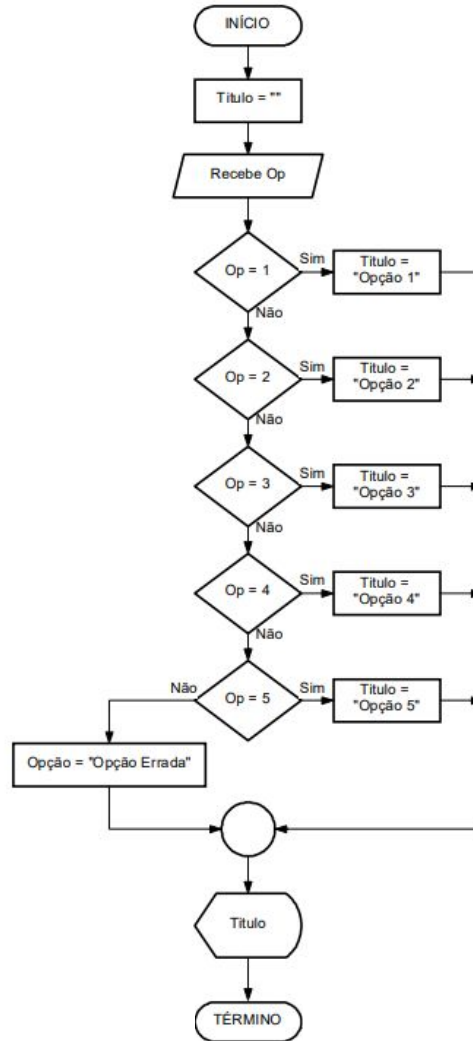 INÍCIO
Titulo = ""
Recebe Op
Op = 1
Sim
Titulo =
"Opção 1"
Não
Op = 2
Sim
Titulo =
"Opção 2"
Não
Op = 3
Sim
Titulo =
"Opção 3"
Não
Op = 4
Sim
Titulo =
"Opção 4"
Não
Não
Op = 5
Sim
Titulo =
"Opção 5"
Opção = "Opção Errada"
Titulo
TÉRMINO